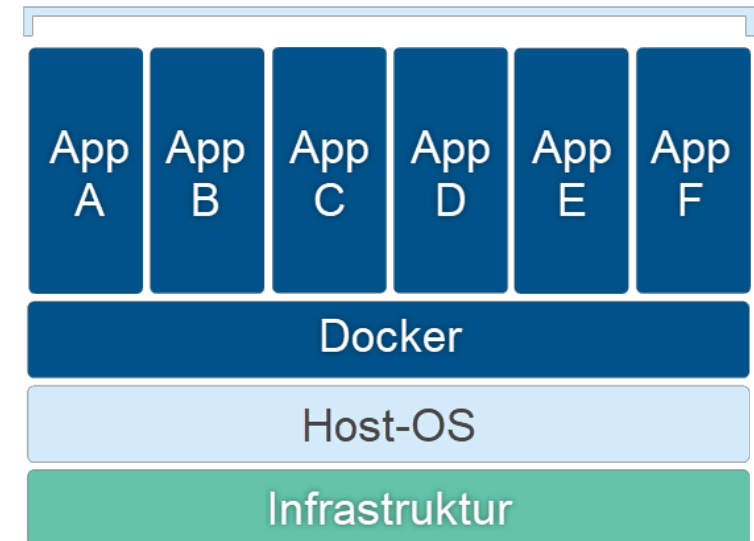 App App App App App App
A B C D E F
Docker
Host-OS
Infrastruktur